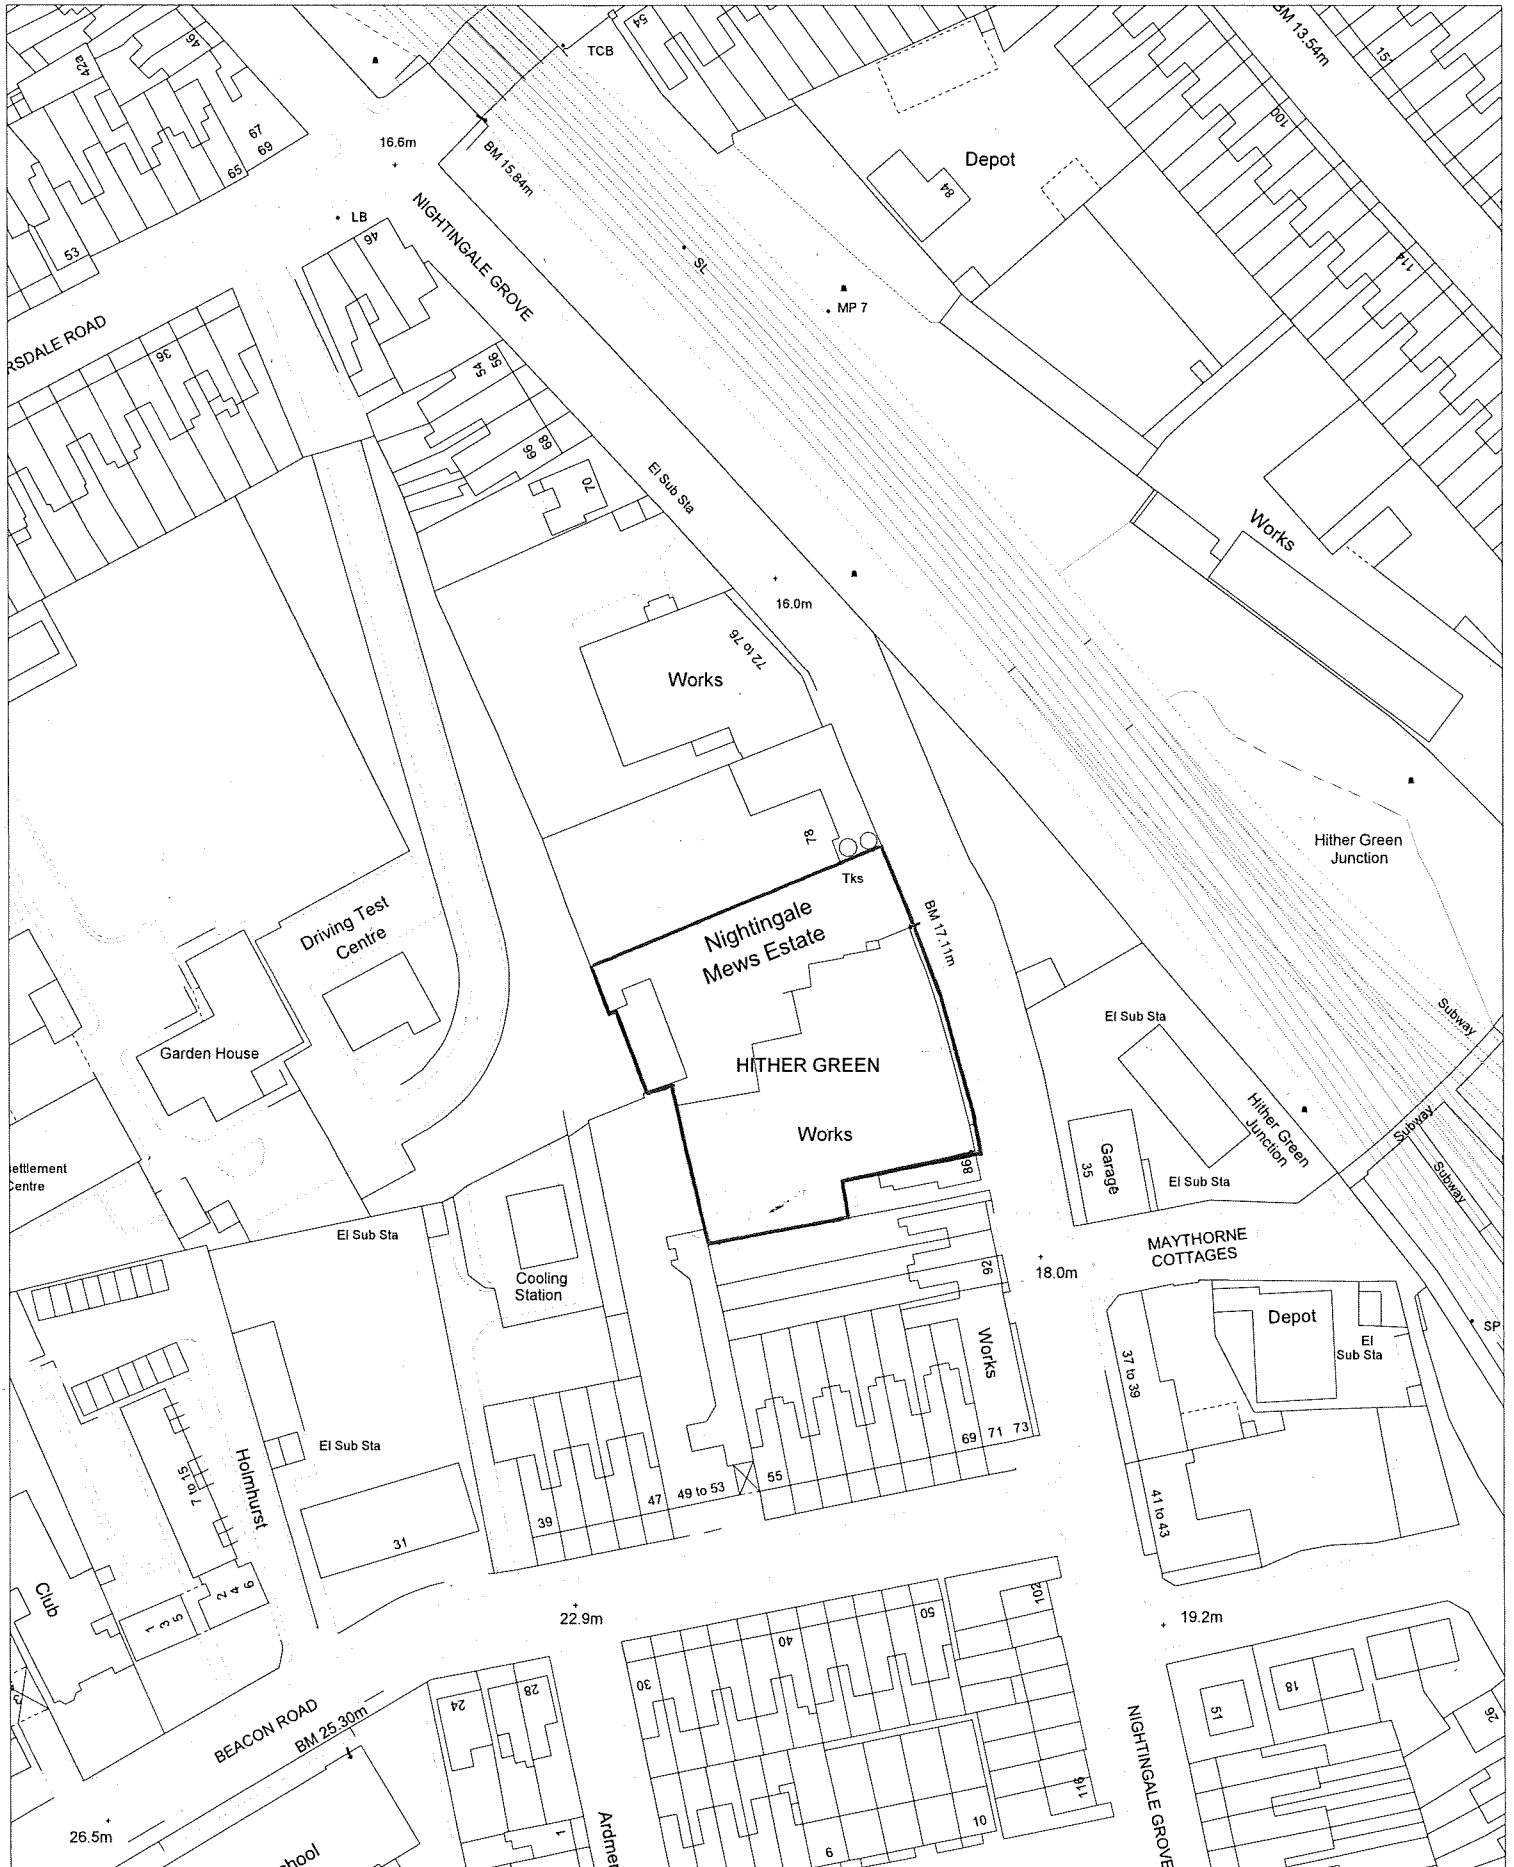 54
TCB
46
42a
BM 13.54m
151
100
67
69
65
16.6m
BM 15.84m
Depot
84
LB
46
NIGHTINGALE GROVE
53
SL
114
MP 7
RSDALE ROAD
36
56
54
68
66
70
El Sub Sta
Works
16.0m
72 to 76
Works
78
Tks
Hither Green
Junction
Driving Test
Centre
Nightingale
Mews Estate
BM 17.11m
Subway
El Sub Sta
Garden House
HITHER GREEN
Hither Green
Junction
Subway
Works
Garage
35
Subway
ettlement
Centre
98
El Sub Sta
El Sub Sta
MAYTHORNE
COTTAGES
92
18.0m
Cooling
Station
Works
Depot
El
Sub Sta
SP
37 to 39
El Sub Sta
69
71
73
7 to 15
Holmhurst
55
49 to 53
47
39
41 to 43
31
Club
2
4
6
1
3
5
22.9m
102
50
40
30
19.2m
24
28
18
51
26
BEACON ROAD
BM 25.30m
NIGHTINGALE GROVE
116
26.5m
hool
1
Ardmer
6
10